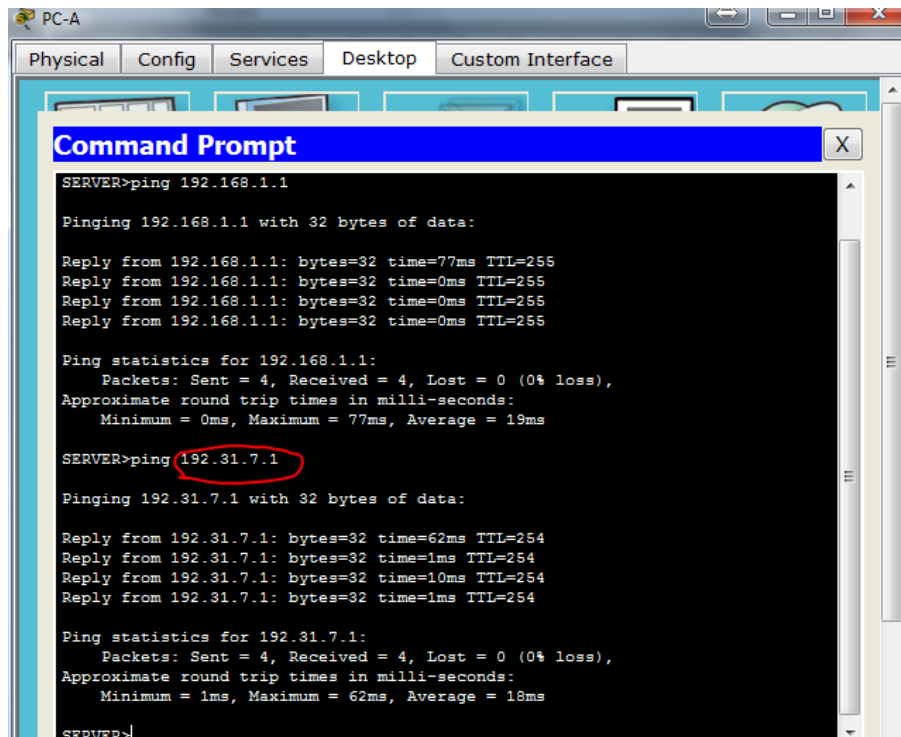 PC-A
Physical Config Services Desktop Custom Interface
Command Prompt X
SERVER>ping 192.168.1.1
Pinging 192.168.1.1 with 32 bytes of data:
Reply from 192.168.1.1: bytes=32 time=77ms TTL=255
Reply from 192.168.1.1: bytes=32 time=0ms TTL=255
Reply from 192.168.1.1: bytes=32 time=0ms TTL=255
Reply from 192.168.1.1: bytes=32 time=0ms TTL=255
Ping statistics for 192.168.1.1:
Packets: Sent = 4, Received = 4, Lost = 0 (0% loss),
Approximate round trip times in milli-seconds:
Minimum = 0ms, Maximum = 77ms, Average = 19ms
SERVER>ping 192.31.7.1
Pinging 192.31.7.1 with 32 bytes of data:
Reply from 192.31.7.1: bytes=32 time=62ms TTL=254
Reply from 192.31.7.1: bytes=32 time=1ms TTL=254
Reply from 192.31.7.1: bytes=32 time=10ms TTL=254
Reply from 192.31.7.1: bytes=32 time=1ms TTL=254
Ping statistics for 192.31.7.1:
Packets: Sent = 4, Received = 4, Lost = 0 (0% loss),
Approximate round trip times in milli-seconds:
Minimum = 1ms, Maximum = 62ms, Average = 18ms
SERVER>